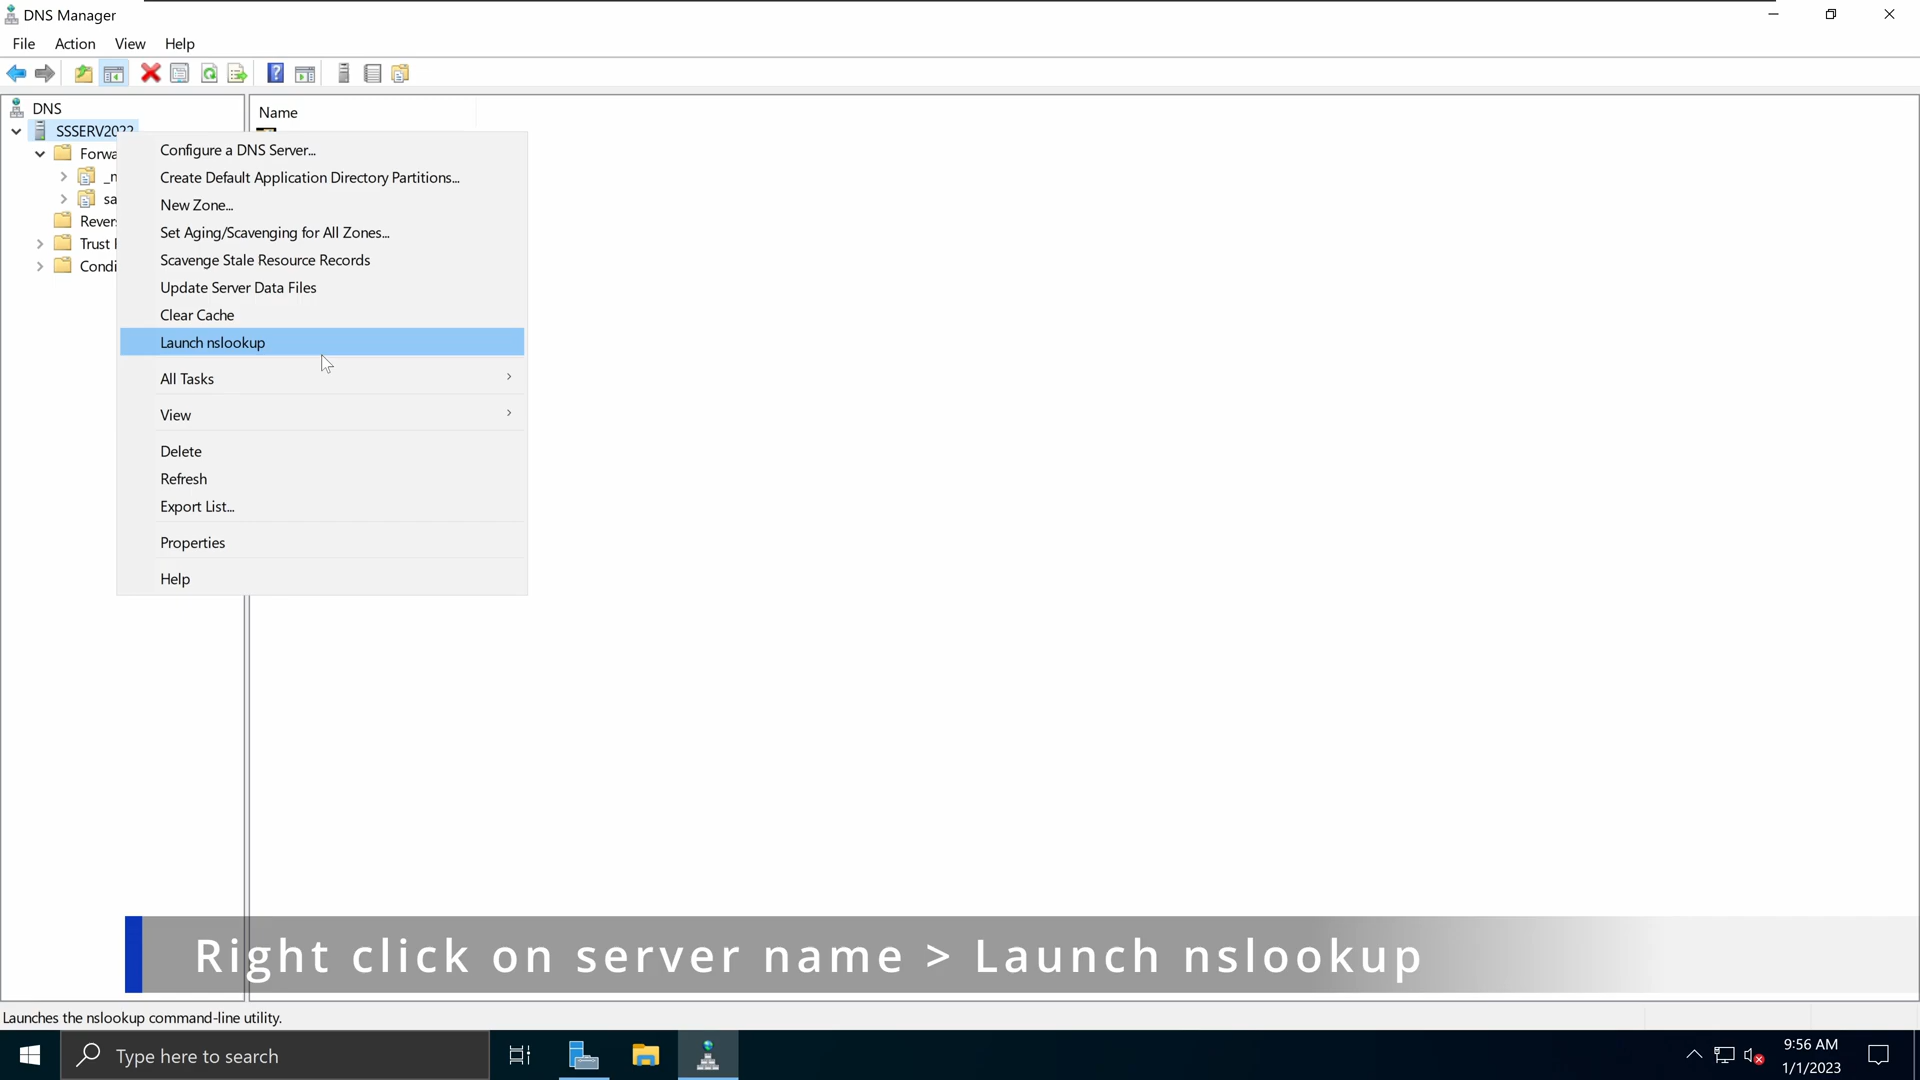 DNS Manager
File Action View Help
DNS
Name
SSSERV2022
Forwa
_n
sa
Revers
Trust
Condi
Configure a DNS Server...
Create Default Application Directory Partitions...
New Zone...
Set Aging/Scavenging for All Zones...
Scavenge Stale Resource Records
Update Server Data Files
Clear Cache
Launch nslookup
All Tasks
View
Delete
Refresh
Export List...
Properties
Help
Right click on server name > Launch nslookup
Launches the nslookup command-line utility.
Type here to search
9:56 AM
1/1/2023